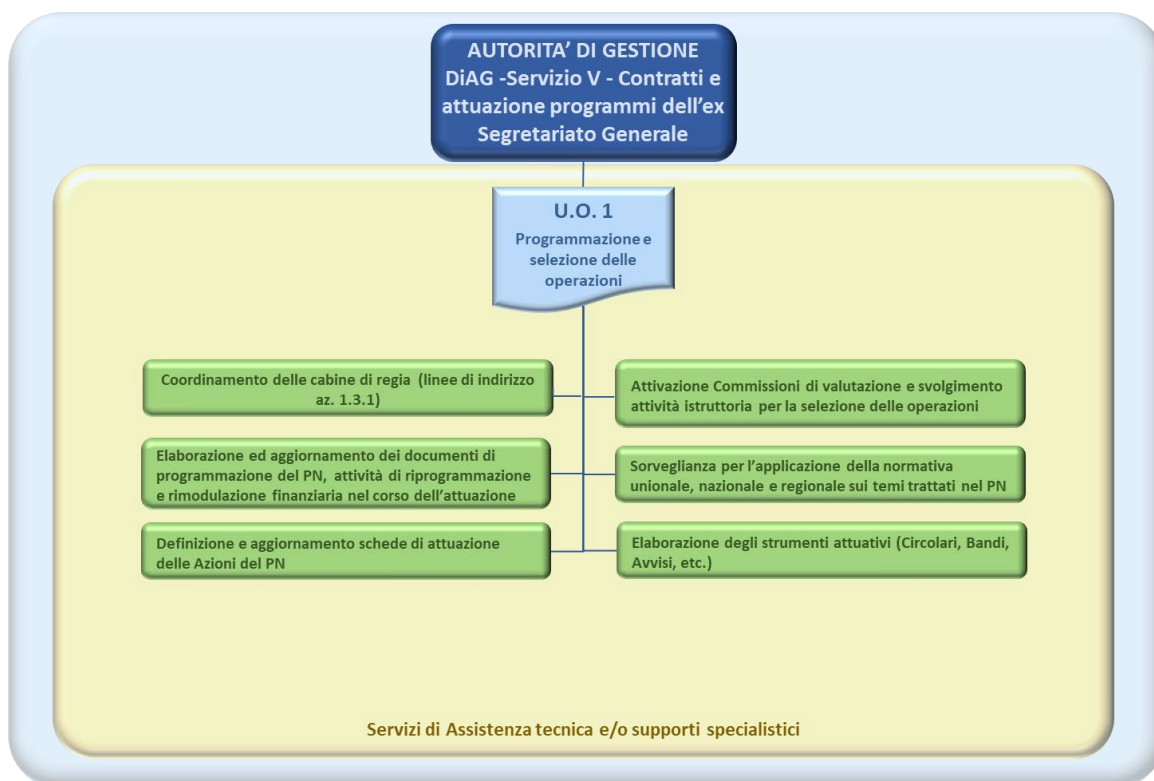 AUTORITA’ DI GESTIONE
DiAG -Servizio V - Contratti e
attuazione programmi dell’ex
Segretariato Generale
U.O. 1
Programmazione e
selezione delle
operazioni
Coordinamento delle cabine di regia (linee di indirizzo
az. 1.3.1)
Elaborazione ed aggiornamento dei documenti di
programmazione del PN, attività di riprogrammazione
e rimodulazione finanziaria nel corso dell’attuazione
Definizione e aggiornamento schede di attuazione
delle Azioni del PN
Attivazione Commissioni di valutazione e svolgimento
attività istruttoria per la selezione delle operazioni
Sorveglianza per l’applicazione della normativa
unionale, nazionale e regionale sui temi trattati nel PN
Elaborazione degli strumenti attuativi (Circolari, Bandi,
Avvisi, etc.)
Servizi di Assistenza tecnica e/o supporti specialistici